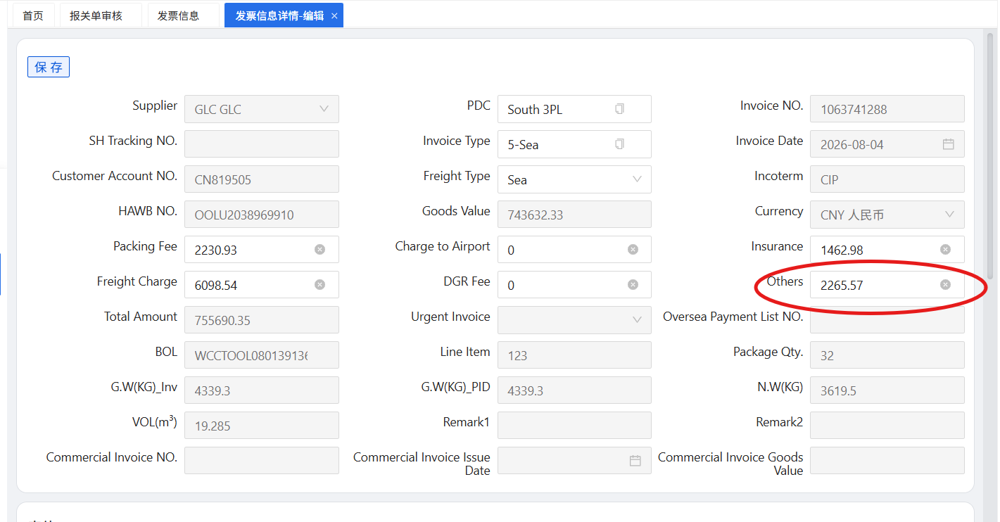 首页 报关单审核 发票信息 发票信息详情-编辑 ×
保 存
Supplier GLC GLC PDC South 3PL Invoice NO. 1063741288
SH Tracking NO. Invoice Type 5-Sea Invoice Date 2026-08-04
Customer Account NO. CN819505 Freight Type Sea Incoterm CIP
HAWB NO. OOLU2038969910 Goods Value 743632.33 Currency CNY 人民币
Packing Fee 2230.93 Charge to Airport 0 Insurance 1462.98
Freight Charge 6098.54 DGR Fee 0 Others 2265.57
Total Amount 755690.35 Urgent Invoice Oversea Payment List NO.
BOL WCCTOOL080139136 Line Item 123 Package Qty. 32
G.W(KG)_Inv 4339.3 G.W(KG)_PID 4339.3 N.W(KG) 3619.5
VOL(m³) 19.285 Remark1 Remark2
Commercial Invoice NO. Commercial Invoice Issue Commercial Invoice Goods
Date Value